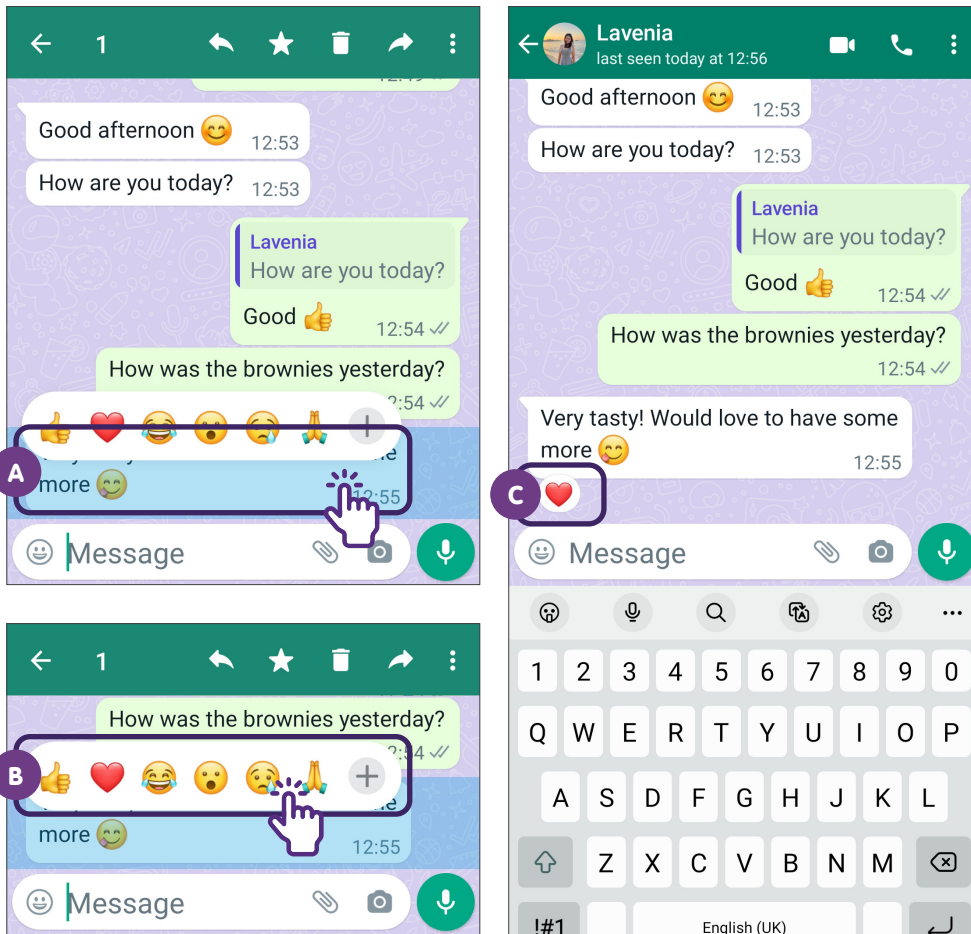 1
Good afternoon 😊 12:53
How are you today? 12:53
Lavenia
How are you today?
Good 👍 12:54
How was the brownies yesterday?
2:54
A
more 😋 12:55
Message
1
How was the brownies yesterday?
B
more 😋 12:55
Message
Lavenia
last seen today at 12:56
Good afternoon 😊 12:53
How are you today? 12:53
Lavenia
How are you today?
Good 👍 12:54
How was the brownies yesterday?
12:54
Very tasty! Would love to have some
more 😋 12:55
C
Message
1 2 3 4 5 6 7 8 9 0
Q W E R T Y U I O P
A S D F G H J K L
Z X C V B N M
!#1 English (UK)